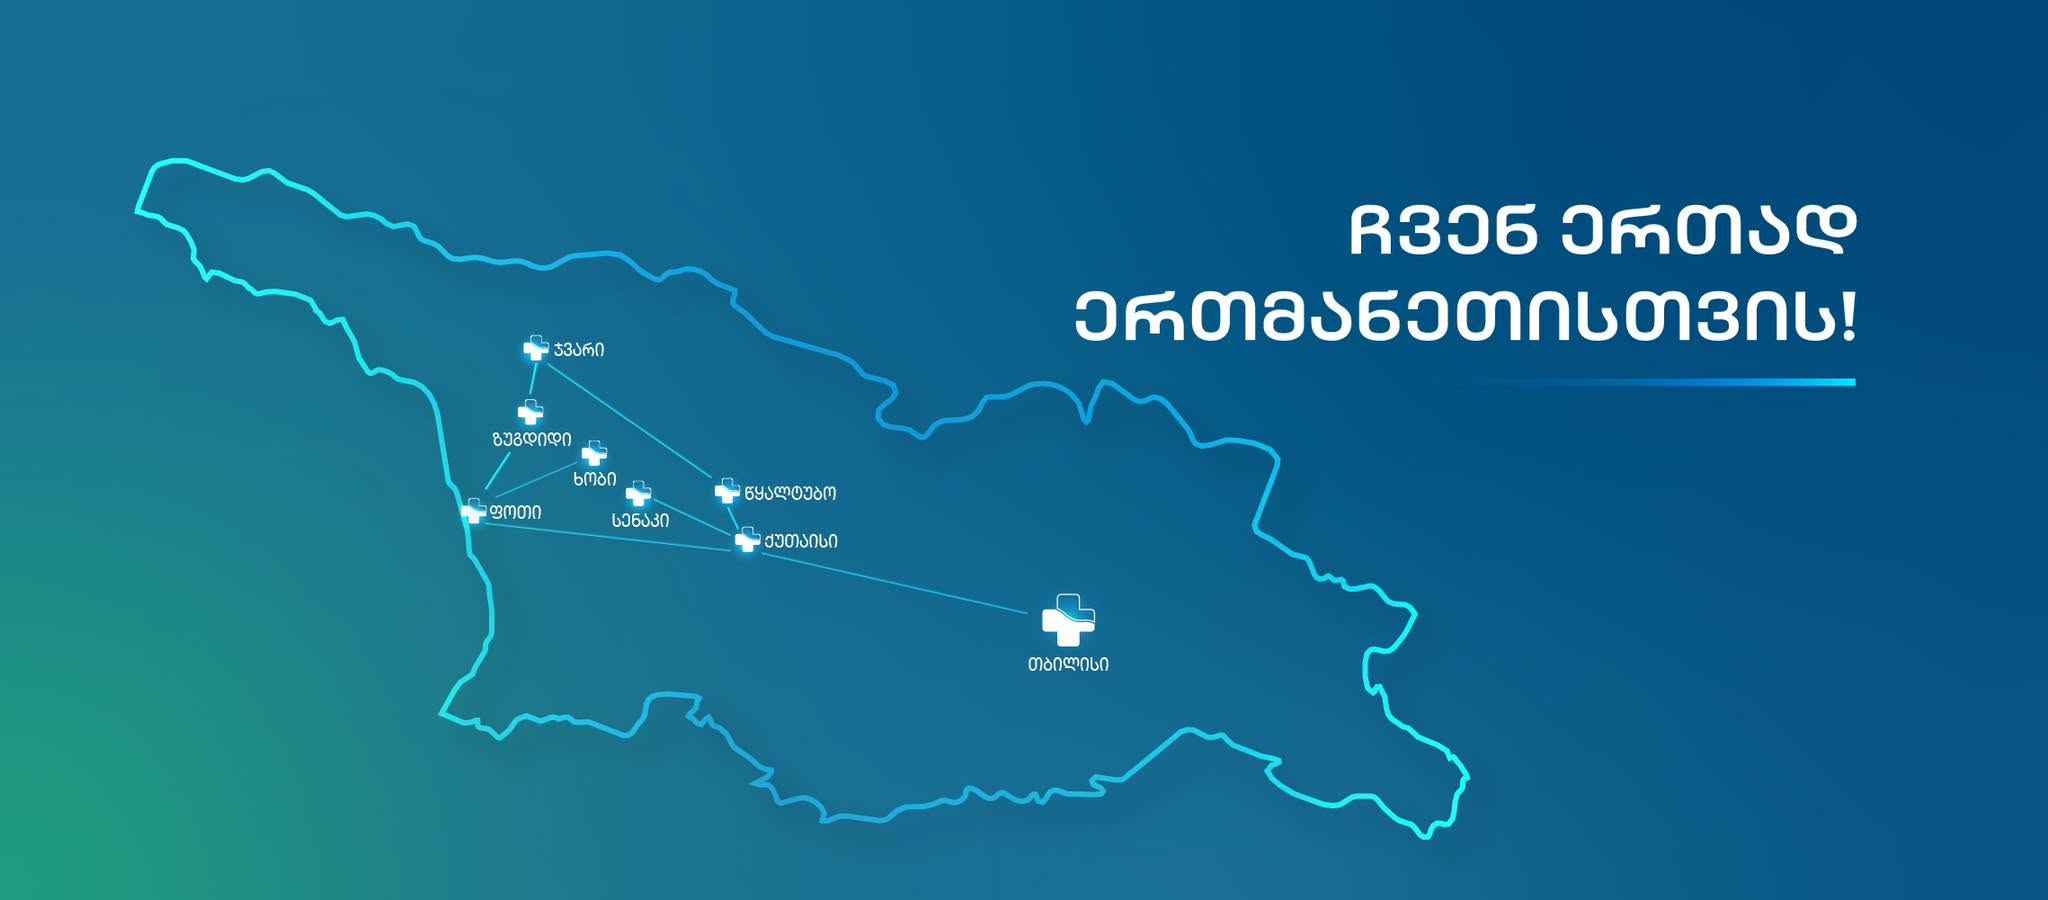 ჩვენ ერთად
ერთმანეთისთვის!
ჯვარი
ზუგდიდი
ხობი
სენაკი
წყალტუბო
ფოთი
ქუთაისი
თბილისი